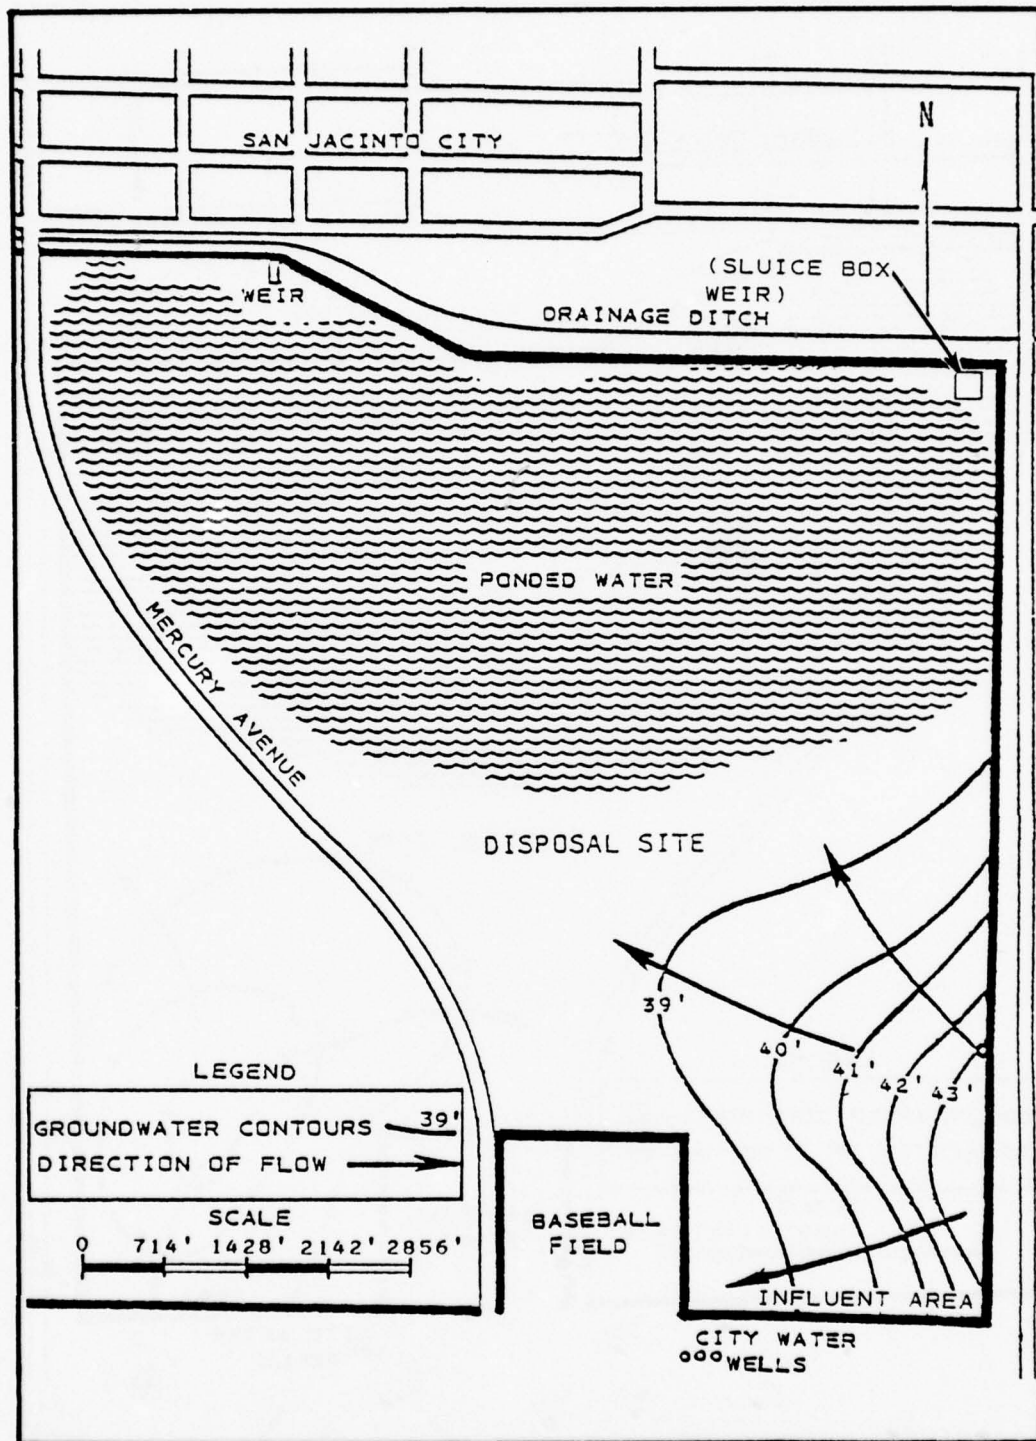 SAN JACINTO CITY
N
(SLUICE BOX
WEIR)
WEIR
DRAINAGE DITCH
PONDED WATER
MERCURY AVENUE
DISPOSAL SITE
39'
40'
41'
42'
43'
LEGEND
GROUNDWATER CONTOURS 39'
DIRECTION OF FLOW
SCALE
0 714' 1428' 2142' 2856'
BASEBALL
FIELD
INFLUENT AREA
CITY WATER
WELLS